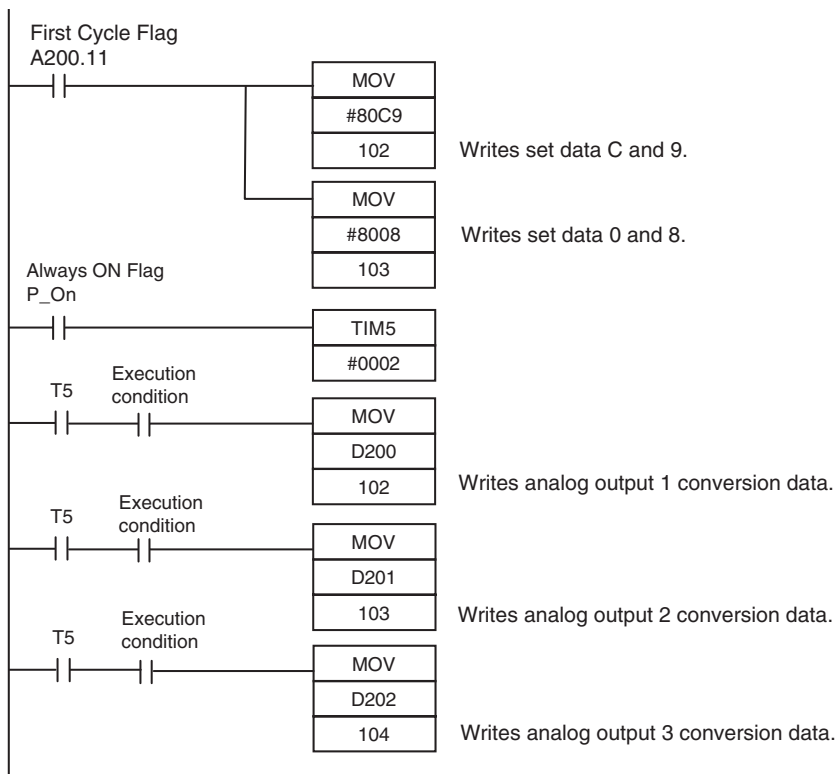 First Cycle Flag
A200.11
MOV
#80C9
102
Writes set data C and 9.
MOV
#8008
103
Writes set data 0 and 8.
Always ON Flag
P_On
TIM5
#0002
T5
Execution
condition
MOV
D200
102
Writes analog output 1 conversion data.
T5
Execution
condition
MOV
D201
103
Writes analog output 2 conversion data.
T5
Execution
condition
MOV
D202
104
Writes analog output 3 conversion data.